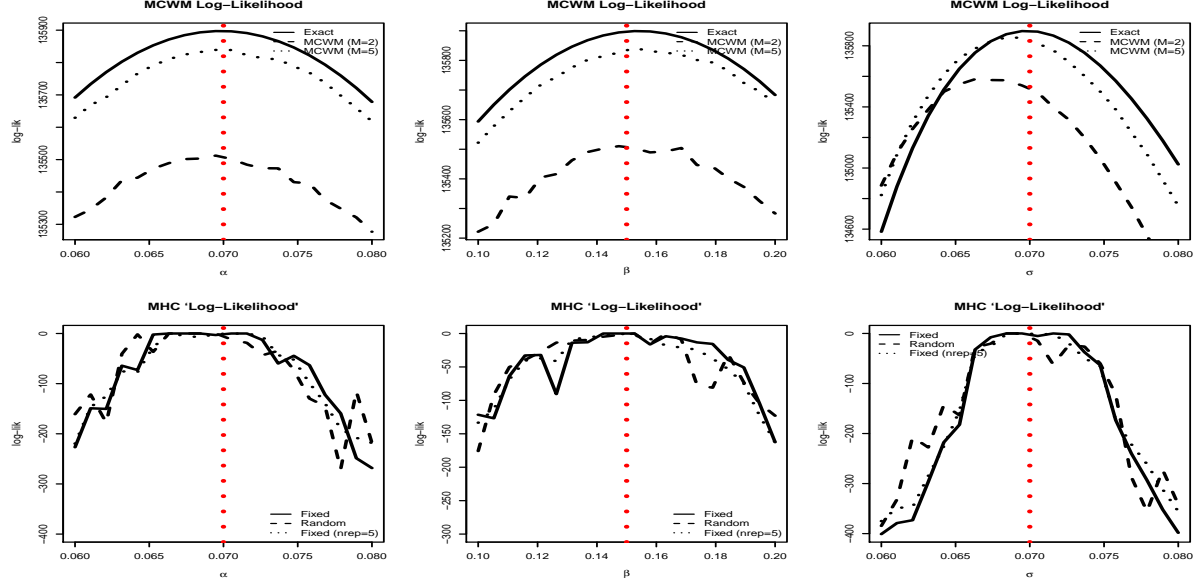 MCWM Log−Likelihood
Exact
MCWM (M=2)
MCWM (M=5)
log−lik
135300
135500
135700
135900
0.060
0.065
0.070
0.075
0.080
α
MCWM Log−Likelihood
Exact
MCWM (M=2)
MCWM (M=5)
log−lik
135200
135400
135600
135800
0.10
0.12
0.14
0.16
0.18
0.20
β
MCWM Log−Likelihood
Exact
MCWM (M=2)
MCWM (M=5)
log−lik
134600
135000
135400
135800
0.060
0.065
0.070
0.075
0.080
σ
MHC ‘Log−Likelihood’
log−lik
0
−100
−200
−300
−400
Fixed
Random
Fixed (nrep=5)
0.060
0.065
0.070
0.075
0.080
α
MHC ‘Log−Likelihood’
log−lik
0
−50
−100
−150
−200
−250
−300
Fixed
Random
Fixed (nrep=5)
0.10
0.12
0.14
0.16
0.18
0.20
β
MHC ‘Log−Likelihood’
Fixed
Random
Fixed (nrep=5)
log−lik
0
−100
−200
−300
−400
0.060
0.065
0.070
0.075
0.080
σ